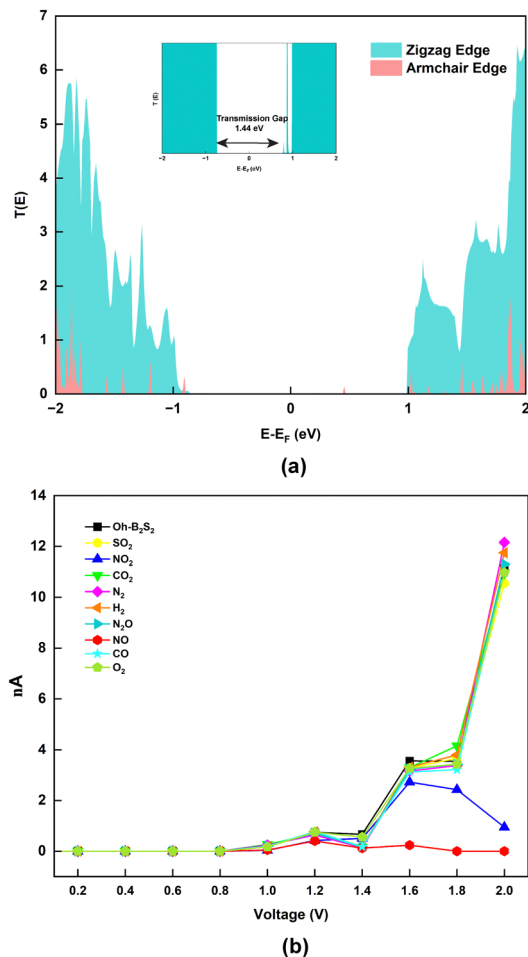 7
6
5
4
3
2
1
0
T(E)
Zigzag Edge
Armchair Edge
T (E)
Transmission Gap
1.44 eV
−2 −1 0 1 2
E-E_F (eV)
−2 −1 0 1 2
E-E_F (eV)
(a)
14
12
10
8
6
4
2
0
nA
Oh-B₂S₂
SO₂
NO₂
CO₂
N₂
H₂
N₂O
NO
CO
O₂
0.2 0.4 0.6 0.8 1.0 1.2 1.4 1.6 1.8 2.0
Voltage (V)
(b)